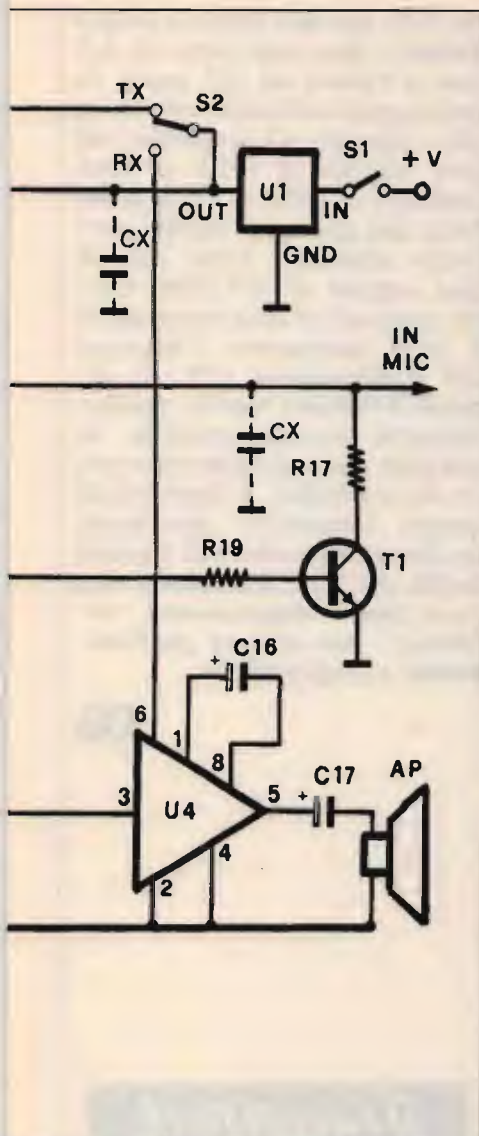 TX
S2
RX
S1
+ V
U1
OUT
IN
CX
GND
IN
MIC
CX
R17
R19
T1
C16
6
1
8
C17
AP
3
U4
5
4
2